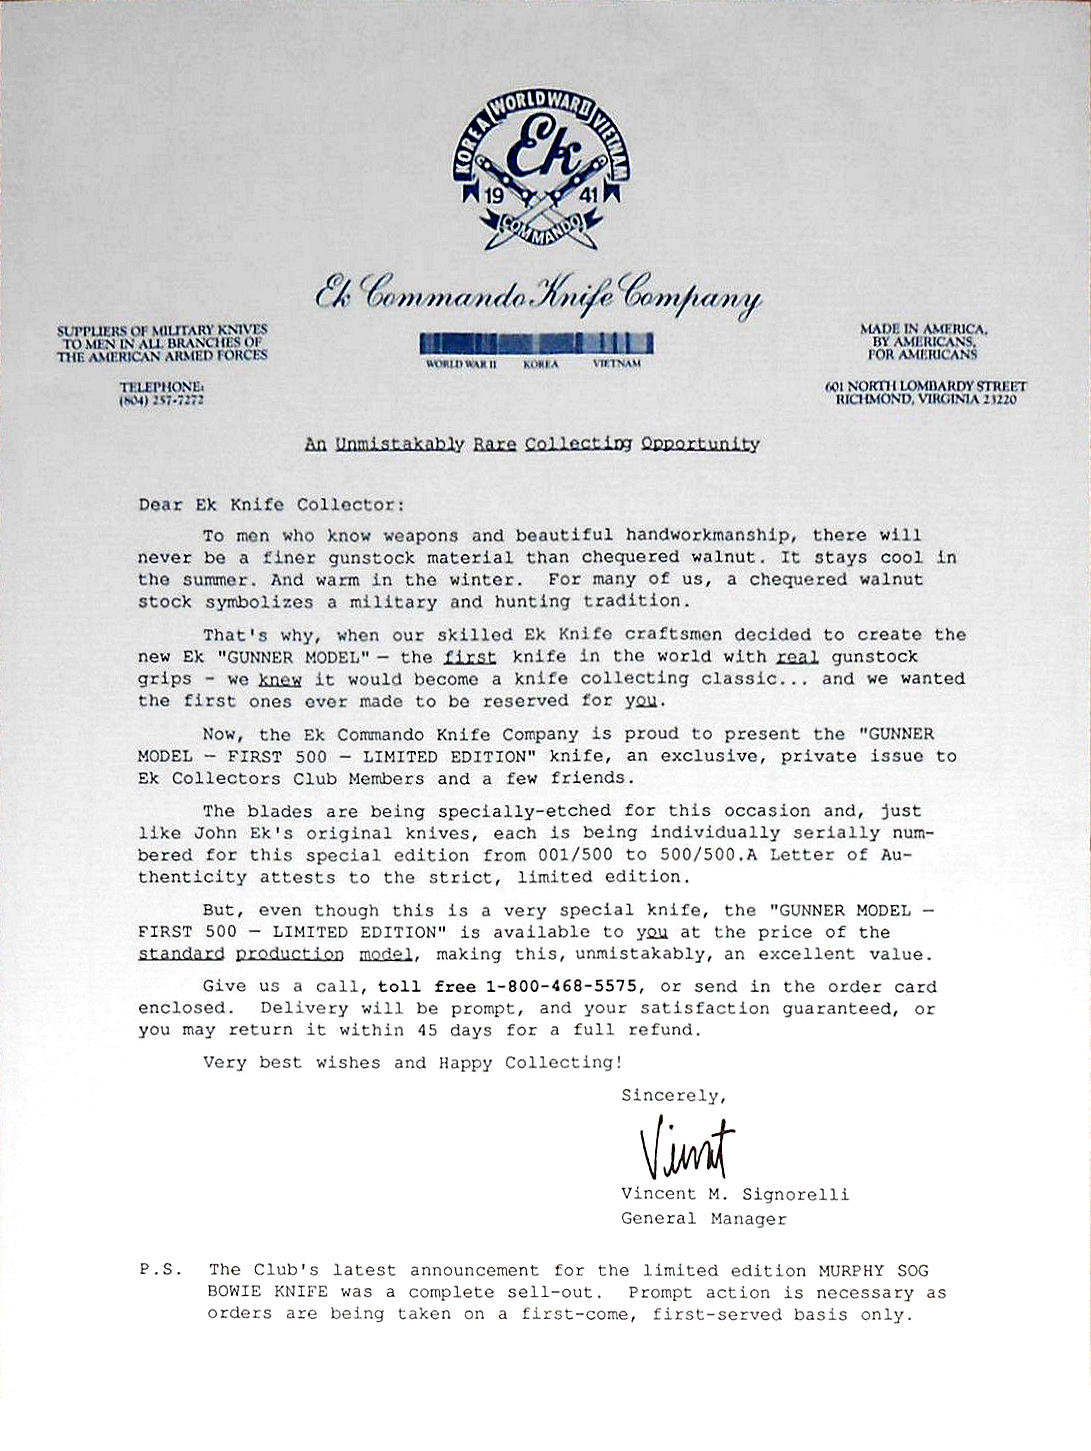 KOREA WORLD WAR II VIETNAM
Ek
19 41
COMMANDO
Ek Commando Knife Company
SUPPLIERS OF MILITARY KNIVES
TO MEN IN ALL BRANCHES OF
THE AMERICAN ARMED FORCES
TELEPHONE:
(804) 257-7272
WORLD WAR II KOREA VIETNAM
MADE IN AMERICA,
BY AMERICANS,
FOR AMERICANS
601 NORTH LOMBARDY STREET
RICHMOND, VIRGINIA 23220
An Unmistakably Rare Collecting Opportunity
Dear Ek Knife Collector:
To men who know weapons and beautiful handworkmanship, there will
never be a finer gunstock material than chequered walnut. It stays cool in
the summer. And warm in the winter. For many of us, a chequered walnut
stock symbolizes a military and hunting tradition.
That's why, when our skilled Ek Knife craftsmen decided to create the
new Ek "GUNNER MODEL" — the first knife in the world with real gunstock
grips - we knew it would become a knife collecting classic... and we wanted
the first ones ever made to be reserved for you.
Now, the Ek Commando Knife Company is proud to present the "GUNNER
MODEL — FIRST 500 — LIMITED EDITION" knife, an exclusive, private issue to
Ek Collectors Club Members and a few friends.
The blades are being specially-etched for this occasion and, just
like John Ek's original knives, each is being individually serially num-
bered for this special edition from 001/500 to 500/500.A Letter of Au-
thenticity attests to the strict, limited edition.
But, even though this is a very special knife, the "GUNNER MODEL —
FIRST 500 — LIMITED EDITION" is available to you at the price of the
standard production model, making this, unmistakably, an excellent value.
Give us a call, toll free 1-800-468-5575, or send in the order card
enclosed. Delivery will be prompt, and your satisfaction guaranteed, or
you may return it within 45 days for a full refund.
Very best wishes and Happy Collecting!
Sincerely,
Vincent
Vincent M. Signorelli
General Manager
P.S. The Club's latest announcement for the limited edition MURPHY SOG
BOWIE KNIFE was a complete sell-out. Prompt action is necessary as
orders are being taken on a first-come, first-served basis only.